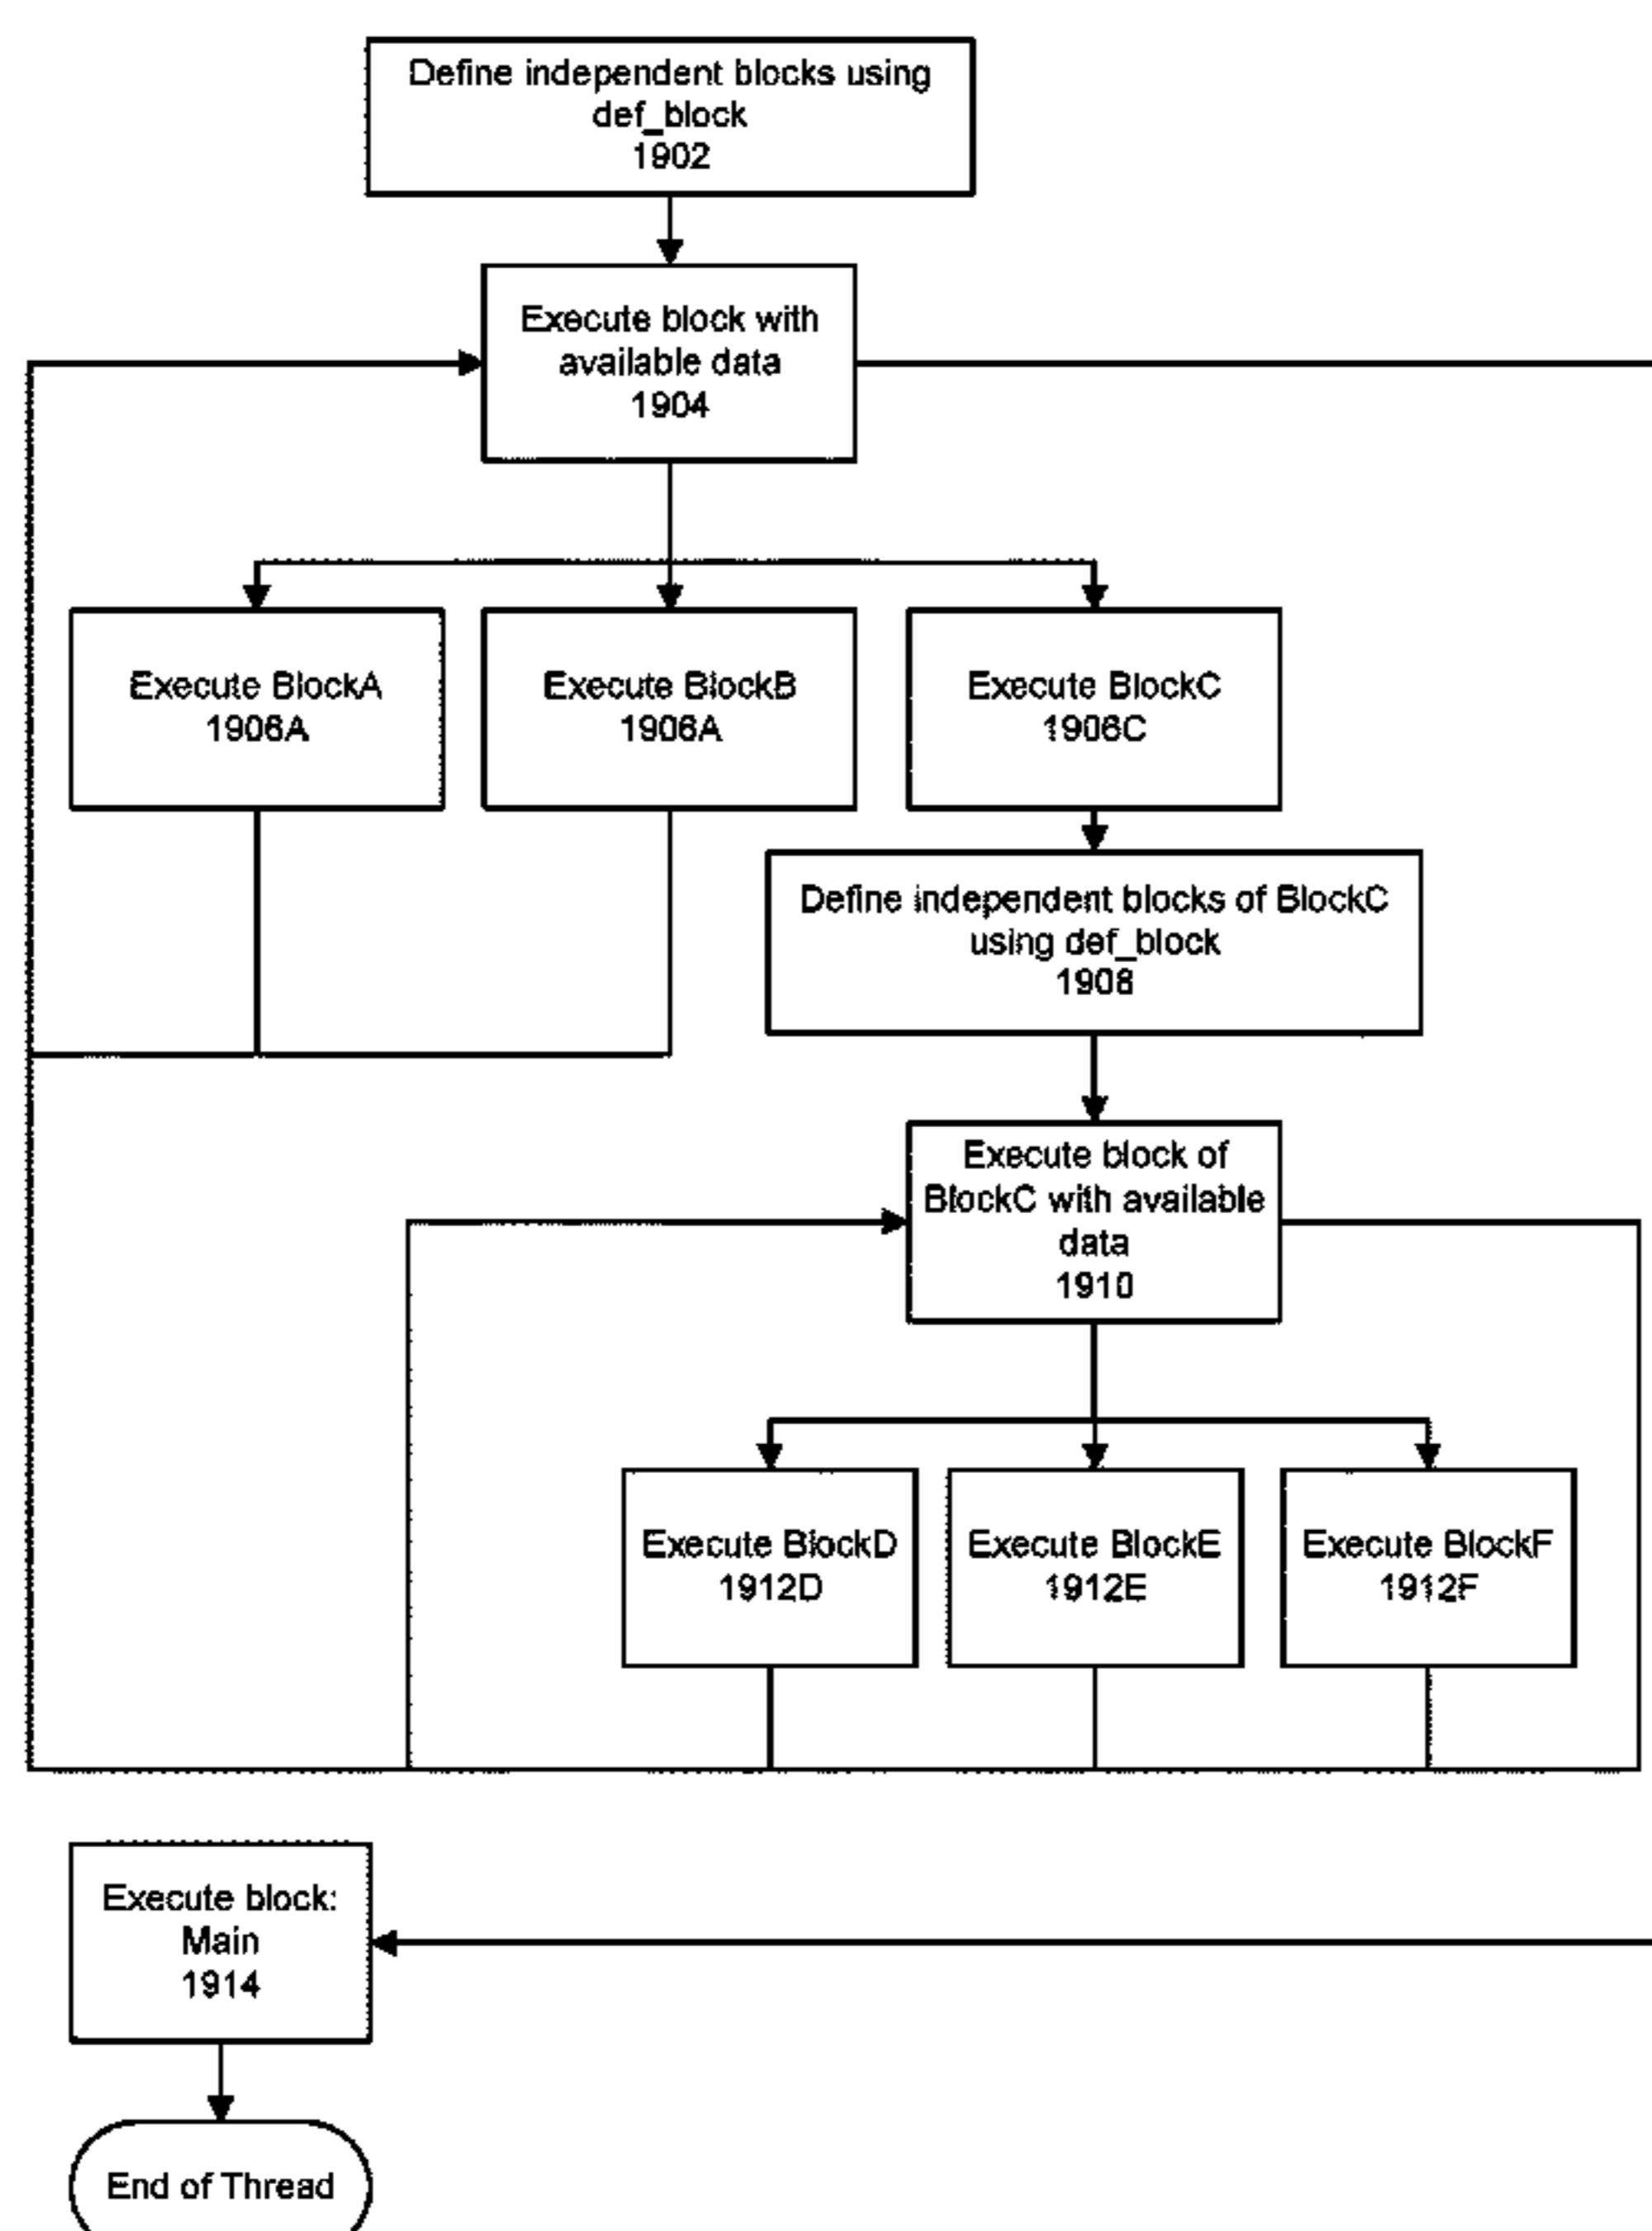 Define independent blocks using
def_block
1902
Execute block with
available data
1904
Execute BlockA
1906A
Execute BlockB
1906A
Execute BlockC
1906C
Define independent blocks of BlockC
using def_block
1908
Execute block of
BlockC with available
data
1910
Execute BlockD
1912D
Execute BlockE
1912E
Execute BlockF
1912F
Execute block:
Main
1914
End of Thread